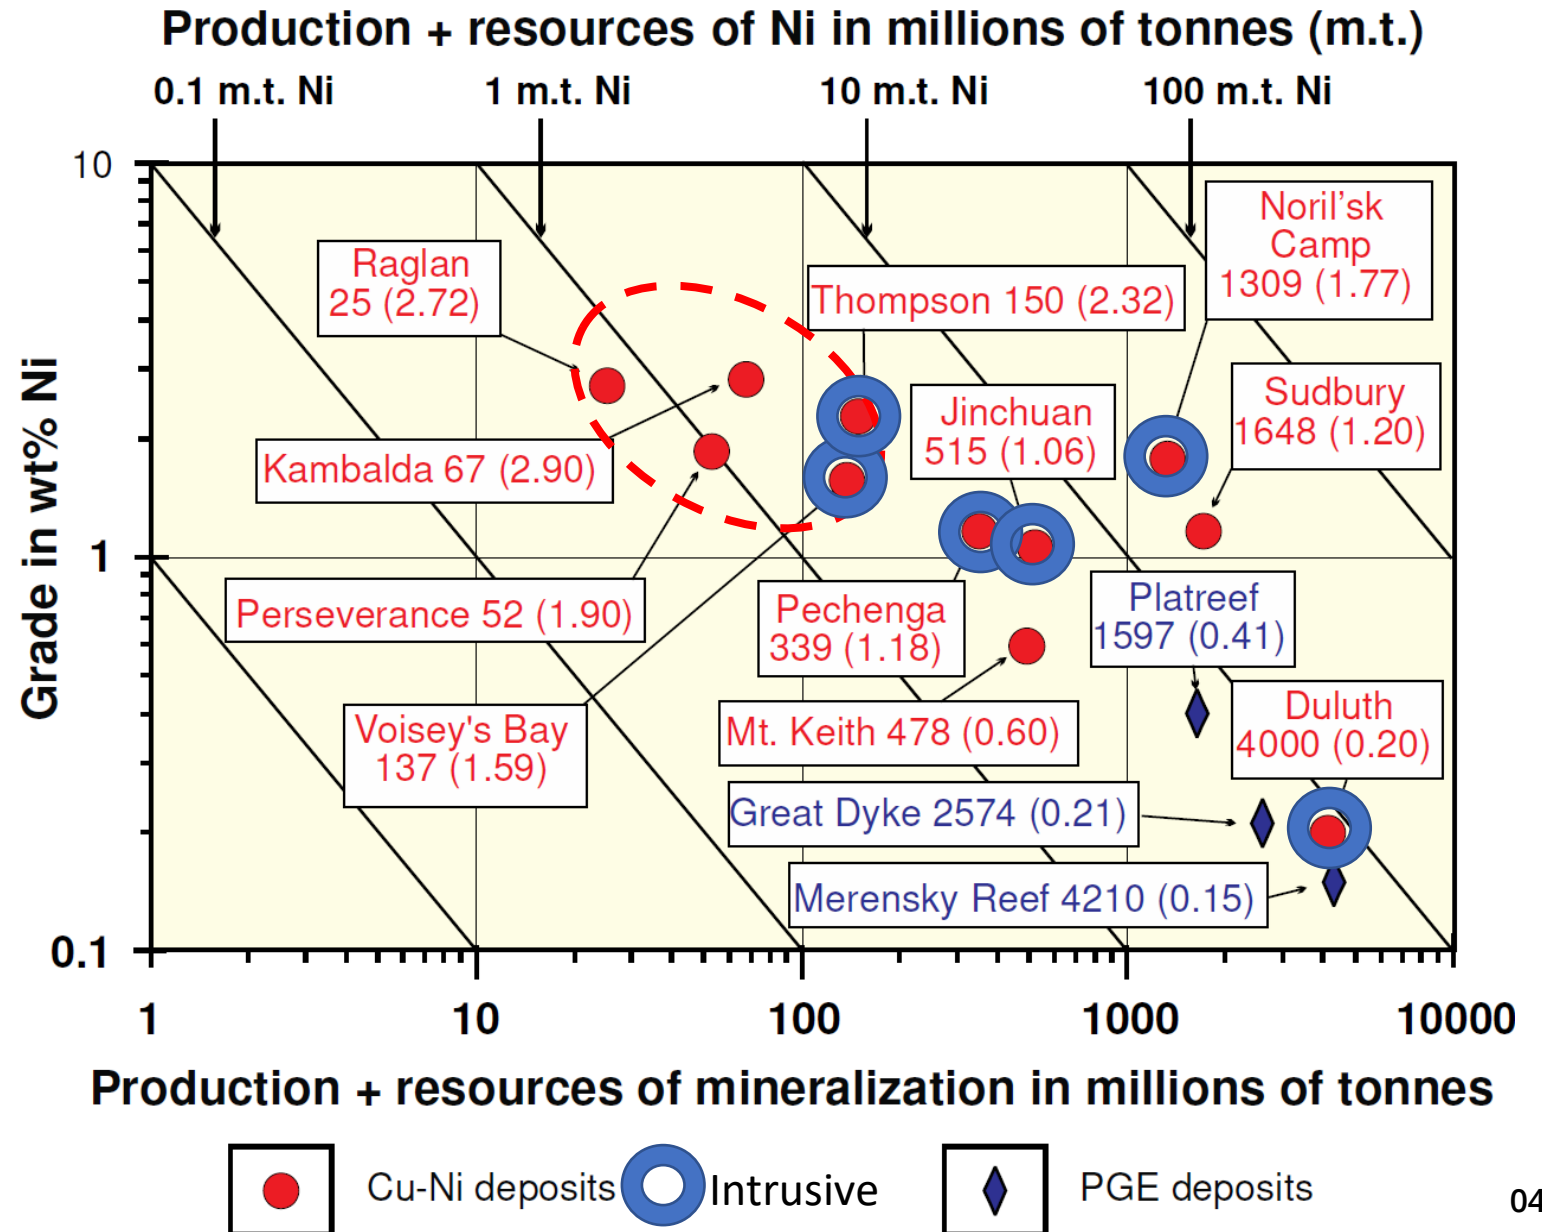 Production + resources of Ni in millions of tonnes (m.t.)
0.1 m.t. Ni
1 m.t. Ni
10 m.t. Ni
100 m.t. Ni
10
1
0.1
Grade in wt% Ni
Noril'sk
Camp
1309 (1.77)
Raglan
25 (2.72)
Thompson 150 (2.32)
Sudbury
1648 (1.20)
Jinchuan
515 (1.06)
Kambalda 67 (2.90)
Perseverance 52 (1.90)
Pechenga
339 (1.18)
Platreef
1597 (0.41)
Voisey's Bay
137 (1.59)
Mt. Keith 478 (0.60)
Duluth
4000 (0.20)
Great Dyke 2574 (0.21)
Merensky Reef 4210 (0.15)
1
10
100
1000
10000
Production + resources of mineralization in millions of tonnes
Cu-Ni deposits
Intrusive
PGE deposits
04